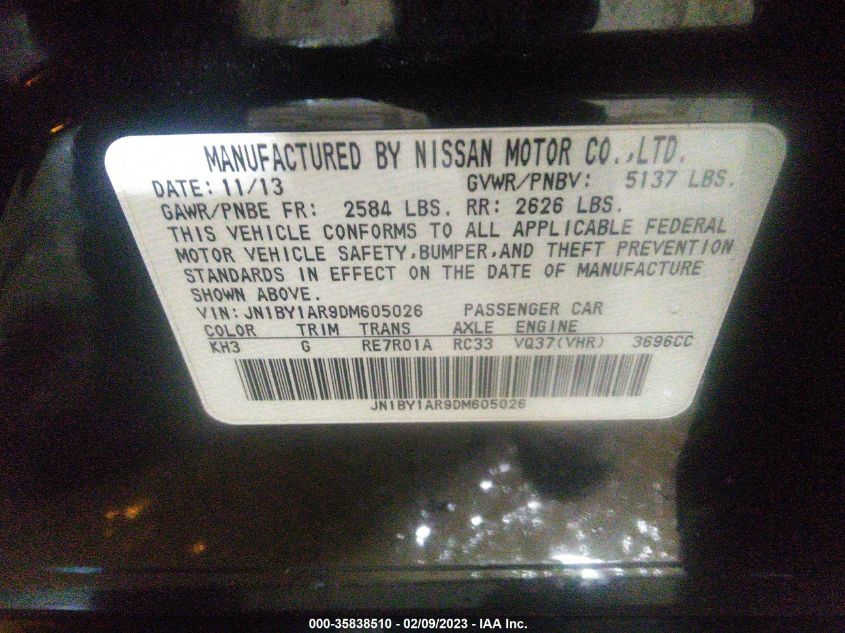 MANUFACTURED BY NISSAN MOTOR CO.,LTD.
DATE: 11/13 GVWR/PNBV: 5137 LBS.
GAWR/PNBE FR: 2584 LBS. RR: 2626 LBS.
THIS VEHICLE CONFORMS TO ALL APPLICABLE FEDERAL
MOTOR VEHICLE SAFETY,BUMPER,AND THEFT PREVENTION
STANDARDS IN EFFECT ON THE DATE OF MANUFACTURE
SHOWN ABOVE.
VIN: JN1BY1AR9DM605026 PASSENGER CAR
COLOR TRIM TRANS AXLE ENGINE
KH3 G RE7R01A RC33 VQ37(VHR) 3696CC
JN1BY1AR9DM605026
000-35838510 - 02/09/2023 - IAA Inc.